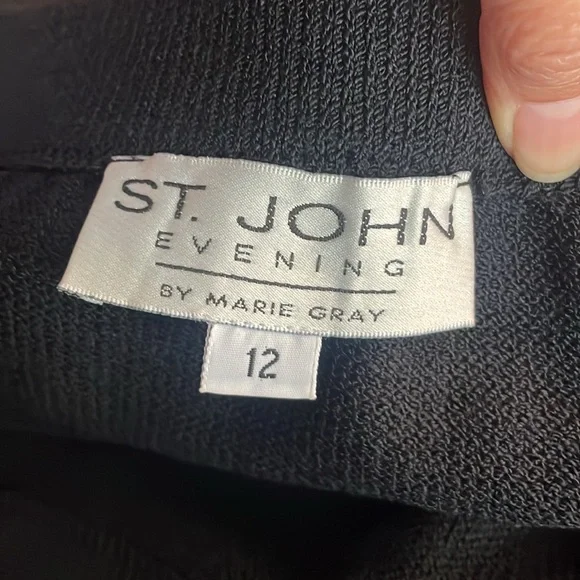 ST. JOHN
EVENING
BY MARIE GRAY
12